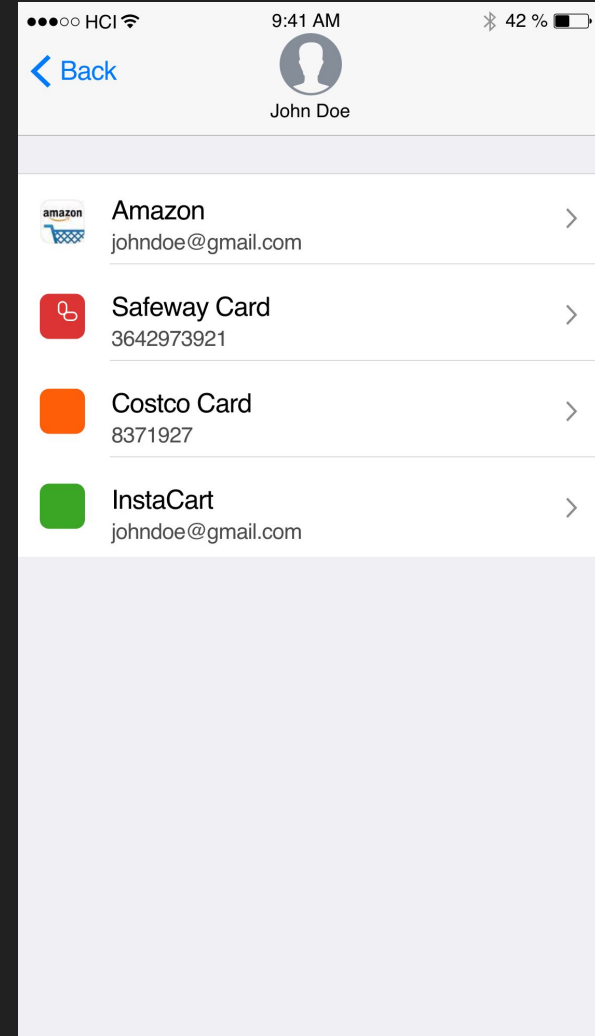 HCI 9:41 AM 42 %
Back
John Doe
amazon
Amazon
johndoe@gmail.com
Safeway Card
3642973921
Costco Card
8371927
InstaCart
johndoe@gmail.com